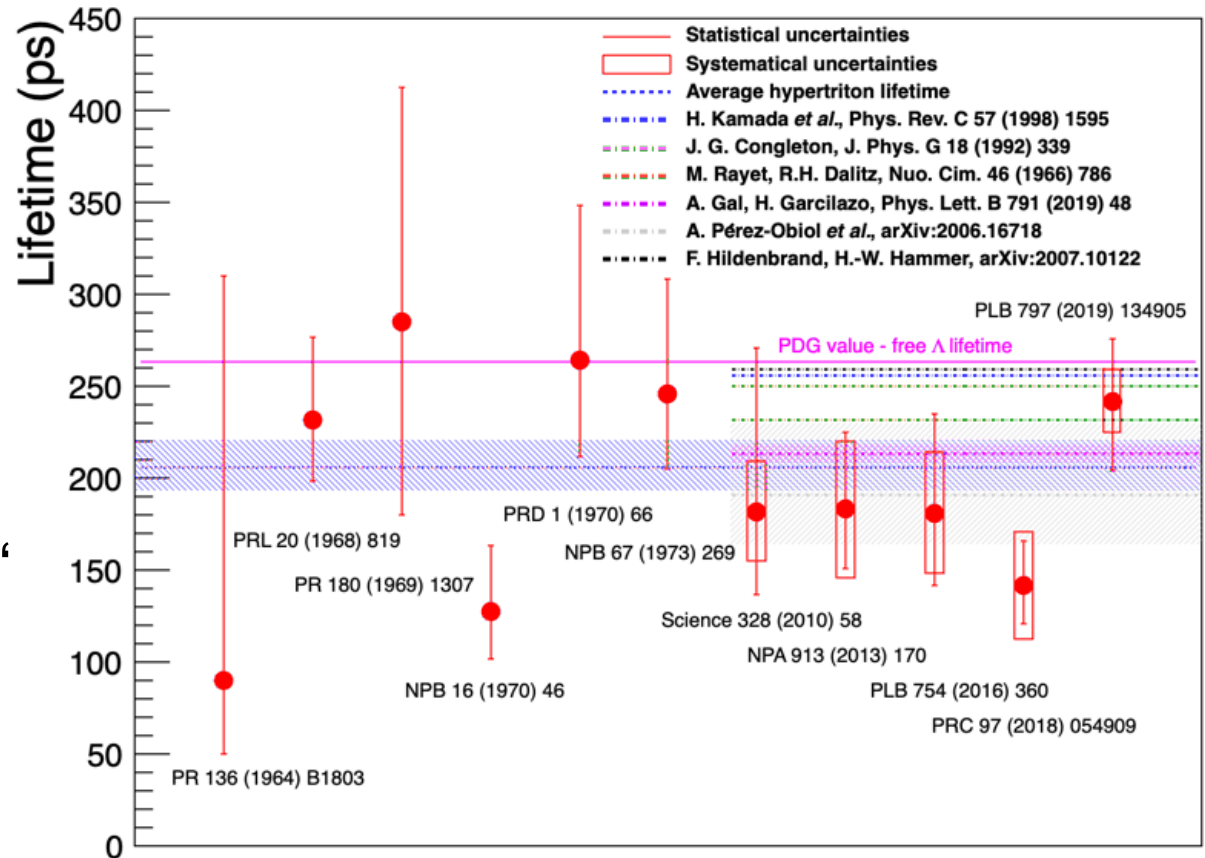 Lifetime (ps)
450
400
350
300
250
200
150
100
50
0
Statistical uncertainties
Systematical uncertainties
Average hypertriton lifetime
H. Kamada et al., Phys. Rev. C 57 (1998) 1595
J. G. Congleton, J. Phys. G 18 (1992) 339
M. Rayet, R.H. Dalitz, Nuo. Cim. 46 (1966) 786
A. Gal, H. Garcilazo, Phys. Lett. B 791 (2019) 48
A. Pérez-Obiol et al., arXiv:2006.16718
F. Hildenbrand, H.-W. Hammer, arXiv:2007.10122
PLB 797 (2019) 134905
PDG value - free Λ lifetime
PRD 1 (1970) 66
PRL 20 (1968) 819
NPB 67 (1973) 269
PR 180 (1969) 1307
Science 328 (2010) 58
NPA 913 (2013) 170
NPB 16 (1970) 46
PLB 754 (2016) 360
PRC 97 (2018) 054909
PR 136 (1964) B1803
“